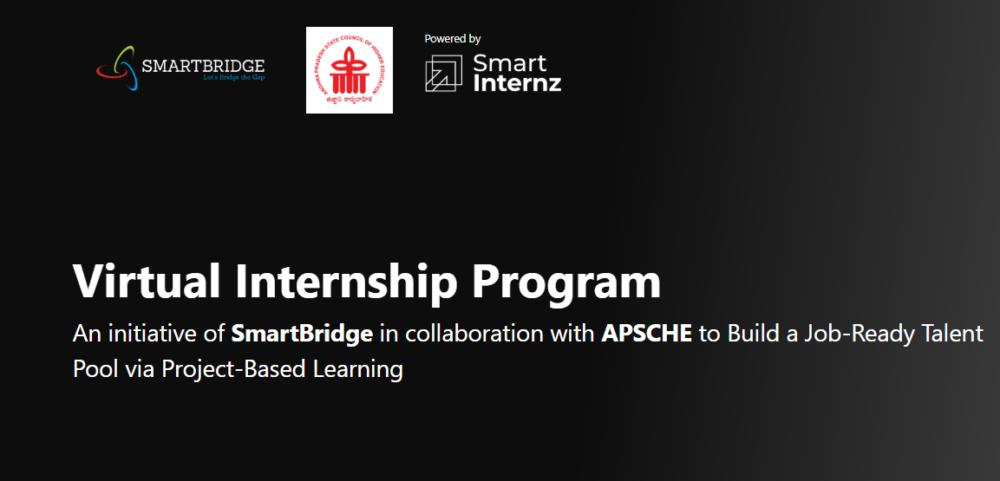 SMARTBRIDGE
Let's Bridge the Gap
ANDHRA PRADESH STATE COUNCIL OF HIGHER EDUCATION
జిజ్ఞాస కార్యవాహిక
Powered by
Smart
Internz
Virtual Internship Program
An initiative of SmartBridge in collaboration with APSCHE to Build a Job-Ready Talent
Pool via Project-Based Learning